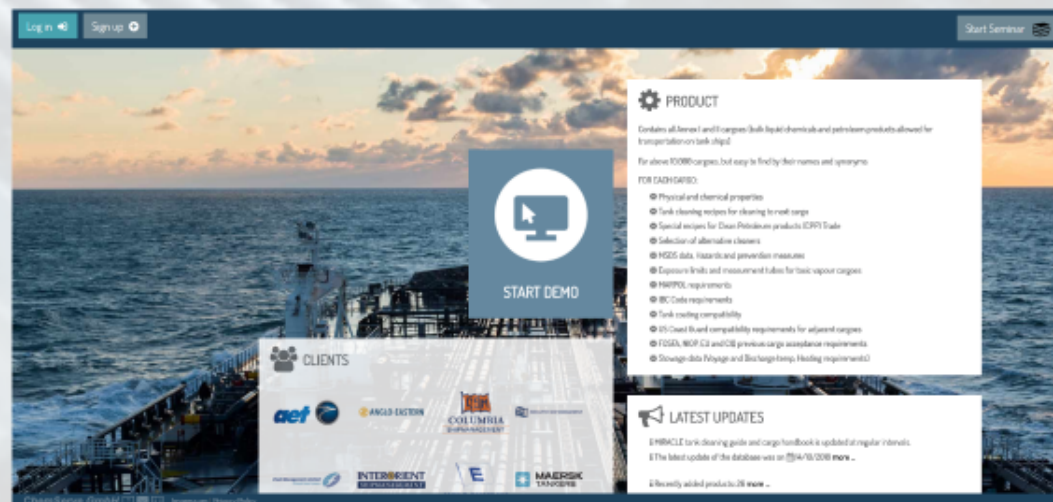 Log in
Sign up
Start Seminar
PRODUCT
Contains all Annex I and II cargoes (bulk liquid chemicals and petroleum products allowed for
transportation on tank ships)
Far above 10.000 cargoes, but easy to find by their names and synonyms
FOR EACH CARGO:
Physical and chemical properties
Tank cleaning recipes for cleaning to next cargo
Special recipes for Clean Petroleum products (CPP) Trade
Selection of alternative cleaners
MSDS data, Hazards and prevention measures
Exposure limits and measurement tubes for toxic vapour cargoes
MARPOL requirements
IBC Code requirements
Tank coating compatibility
US Coast Guard compatibility requirements for adjacent cargoes
FOSFA, NIOP, EU and previous cargo acceptance requirements
Stowage data (Voyage and Discharge temp, Heating requirements)
START DEMO
CLIENTS
aet
ANGLO-EASTERN
COLUMBIA
SHIPMANAGEMENT
INTERORIENT
MAERSK
TANKERS
LATEST UPDATES
MIRACLE tank cleaning guide and cargo handbook is updated at regular intervals.
The latest update of the database was on more ...
Recently added products: 26 more ...
ChemServe GmbH